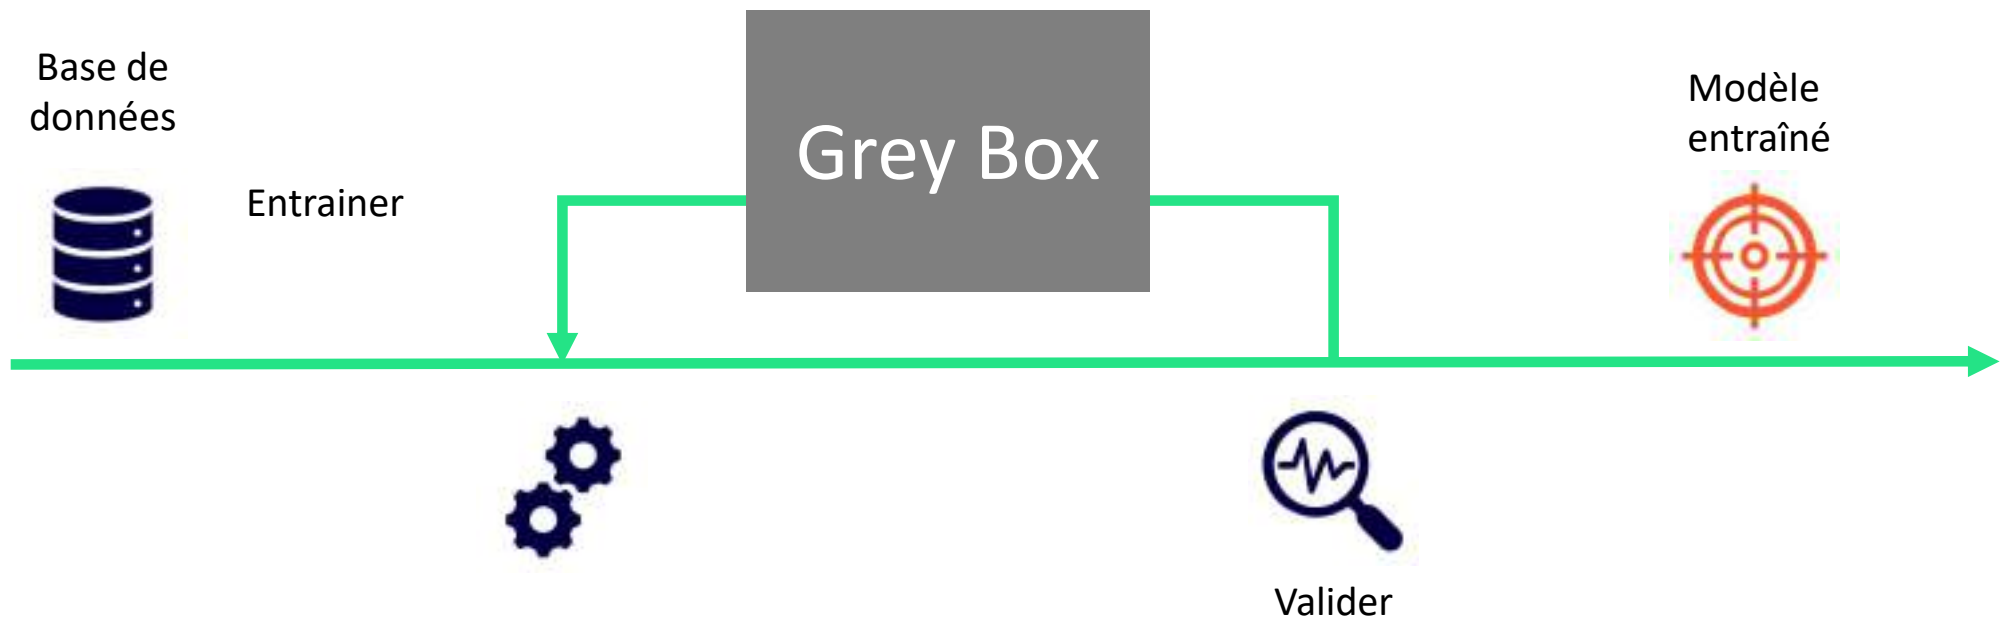 Base de
données
Entrainer
Grey Box
Modèle
entraîné
Valider